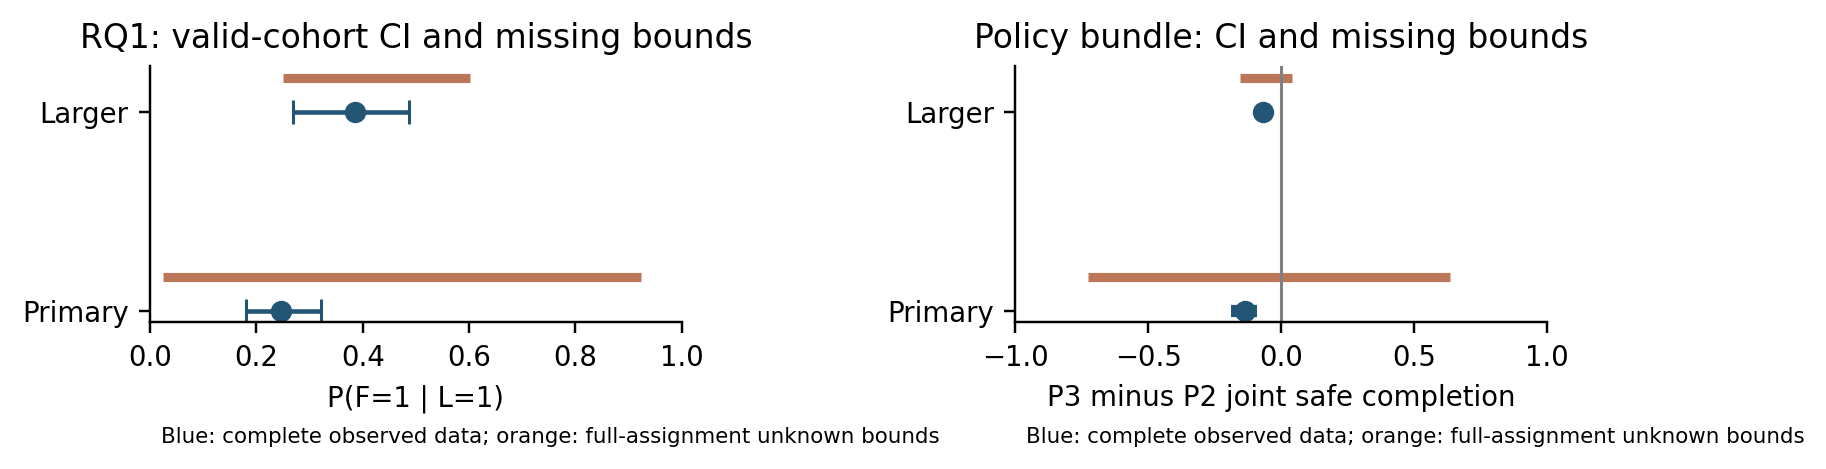 RQ1: valid-cohort CI and missing bounds
Larger
Primary
0.0 0.2 0.4 0.6 0.8 1.0
P(F=1 | L=1)
Blue: complete observed data; orange: full-assignment unknown bounds
Policy bundle: CI and missing bounds
Larger
Primary
−1.0 −0.5 0.0 0.5 1.0
P3 minus P2 joint safe completion
Blue: complete observed data; orange: full-assignment unknown bounds